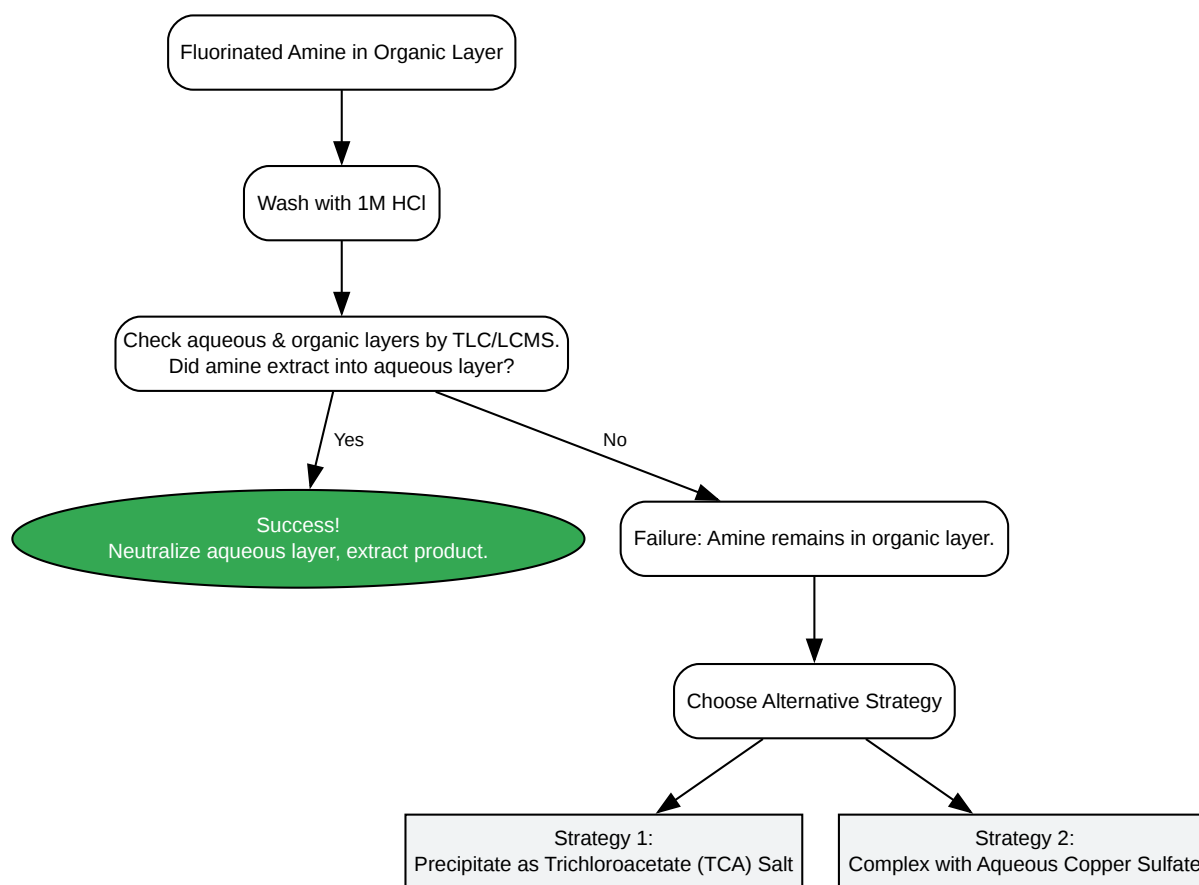 Fluorinated Amine in Organic Layer
Wash with 1M HCl
Check aqueous & organic layers by TLC/LCMS.
Did amine extract into aqueous layer?
Yes
No
Success!
Neutralize aqueous layer, extract product.
Failure: Amine remains in organic layer.
Choose Alternative Strategy
Strategy 1:
Precipitate as Trichloroacetate (TCA) Salt
Strategy 2:
Complex with Aqueous Copper Sulfate